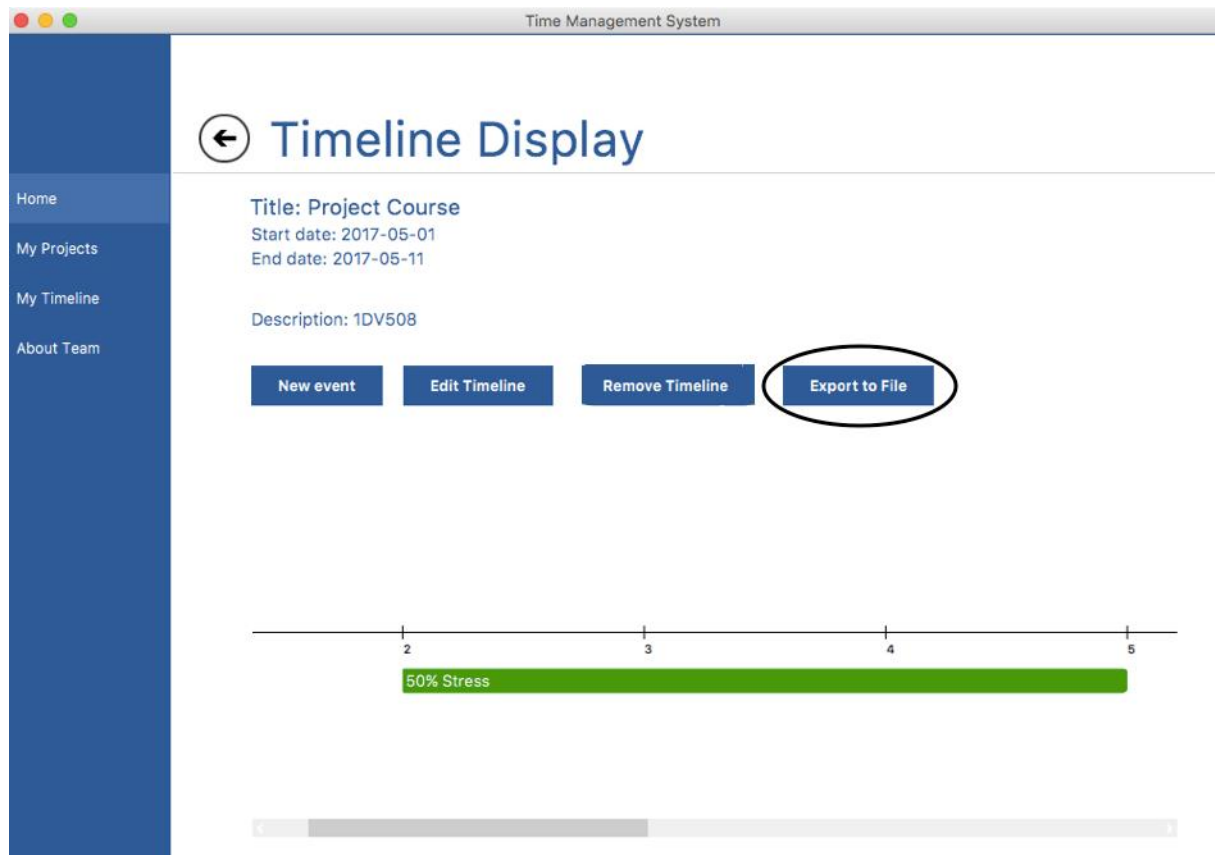 Time Management System
Timeline Display
Home
My Projects
My Timeline
About Team
Title: Project Course
Start date: 2017-05-01
End date: 2017-05-11
Description: 1DV508
New event Edit Timeline Remove Timeline Export to File
2 3 4 5
50% Stress